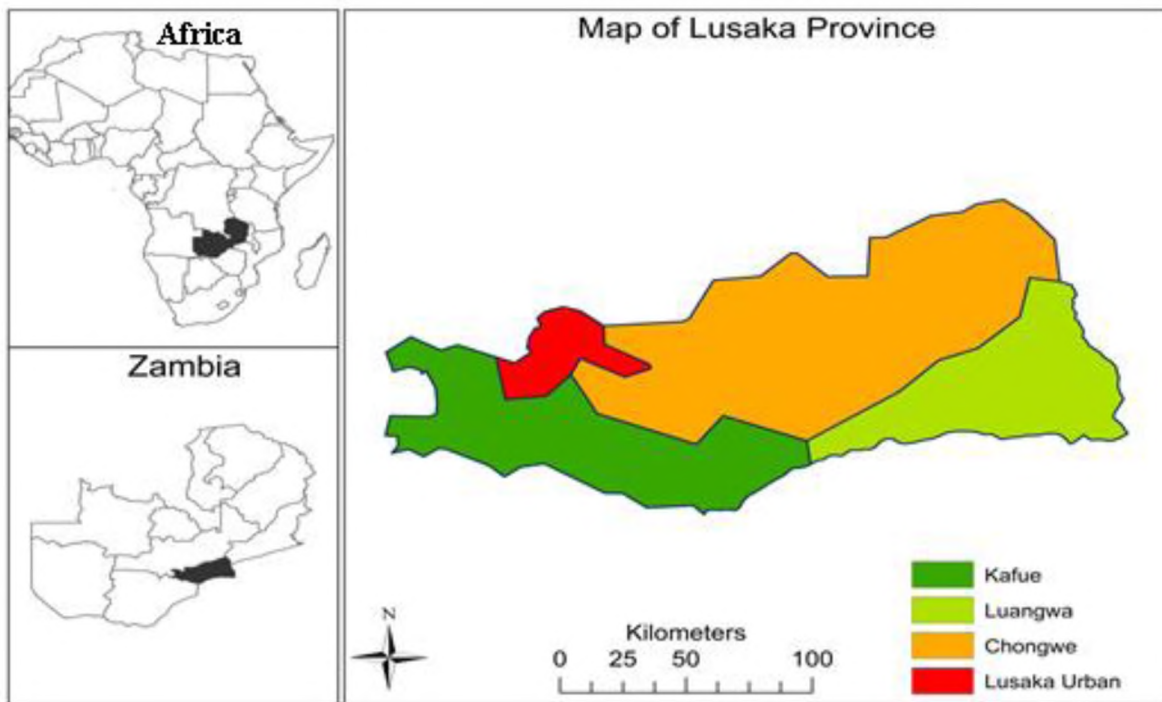 Africa
Zambia
Map of Lusaka Province
N
Kilometers
0 25 50 100
Kafue
Luangwa
Chongwe
Lusaka Urban